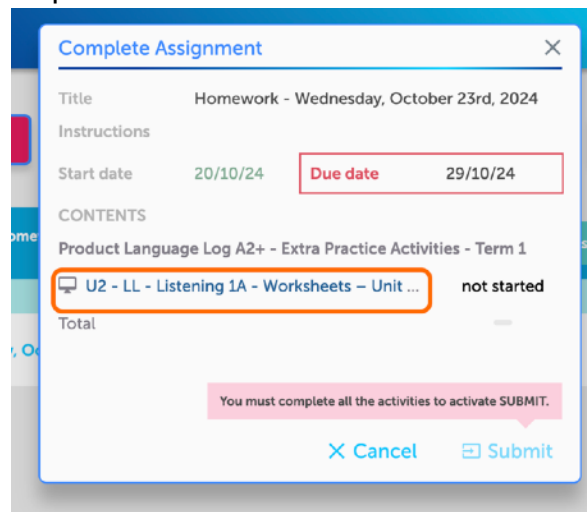 Complete Assignment
Title Homework - Wednesday, October 23rd, 2024
Instructions
Start date 20/10/24 Due date 29/10/24
CONTENTS
Product Language Log A2+ - Extra Practice Activities - Term 1
U2 - LL - Listening 1A - Worksheets – Unit ... not started
Total
You must complete all the activities to activate SUBMIT.
Cancel Submit